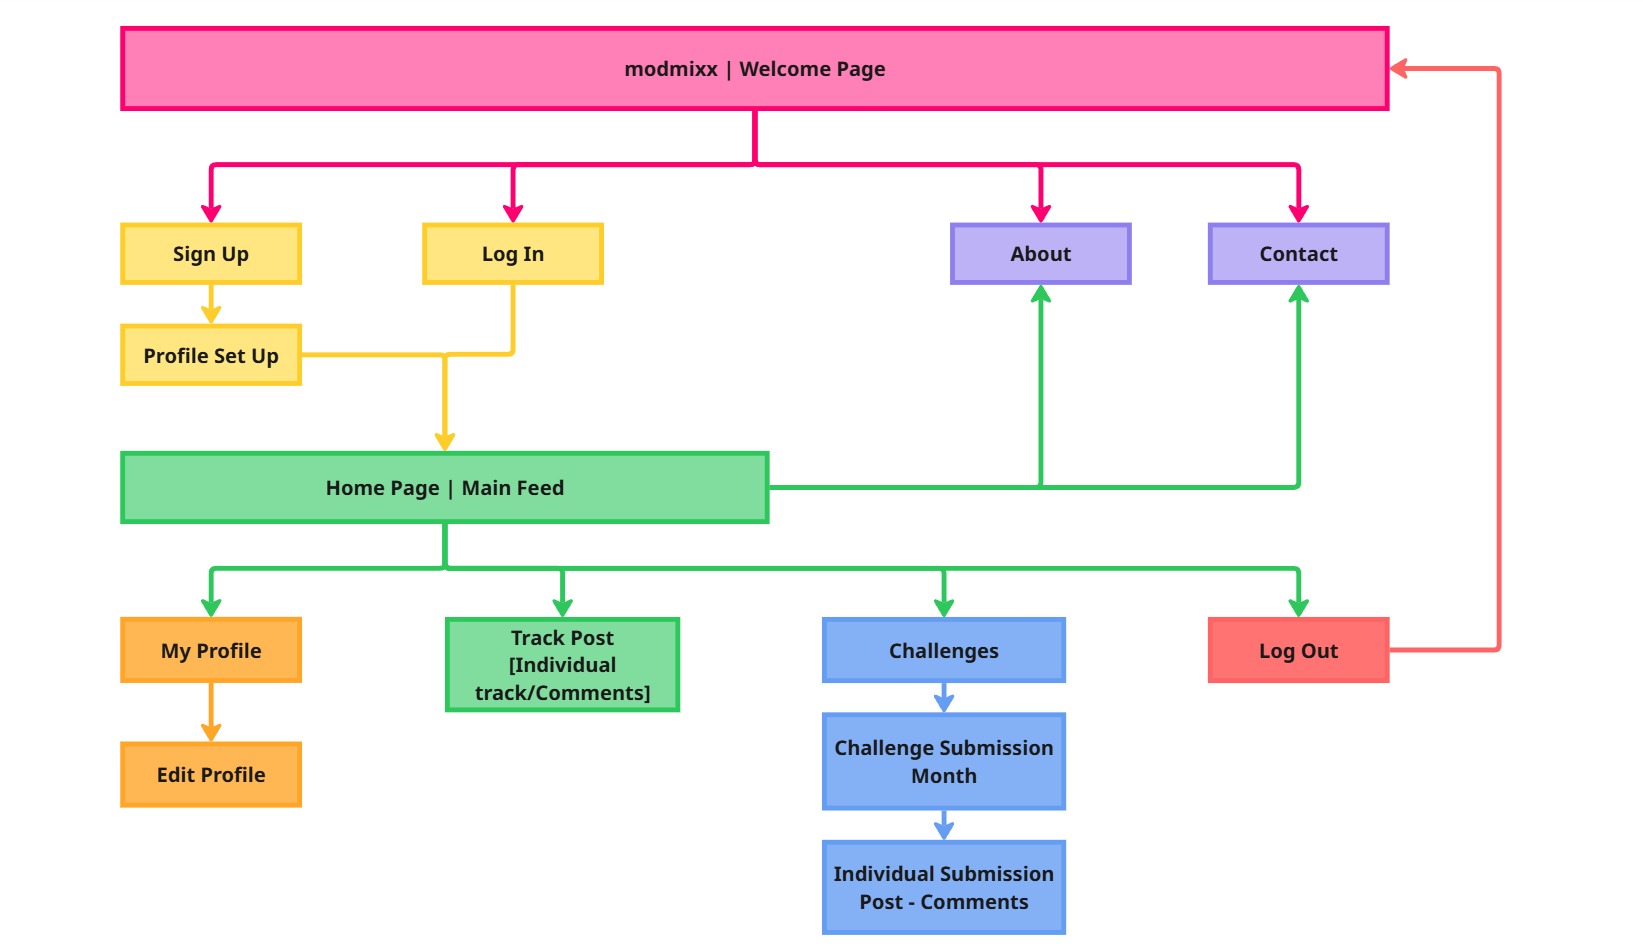 modmixx | Welcome Page
Sign Up
Log In
About
Contact
Profile Set Up
Home Page | Main Feed
My Profile
Track Post
[Individual
track/Comments]
Challenges
Log Out
Edit Profile
Challenge Submission
Month
Individual Submission
Post - Comments